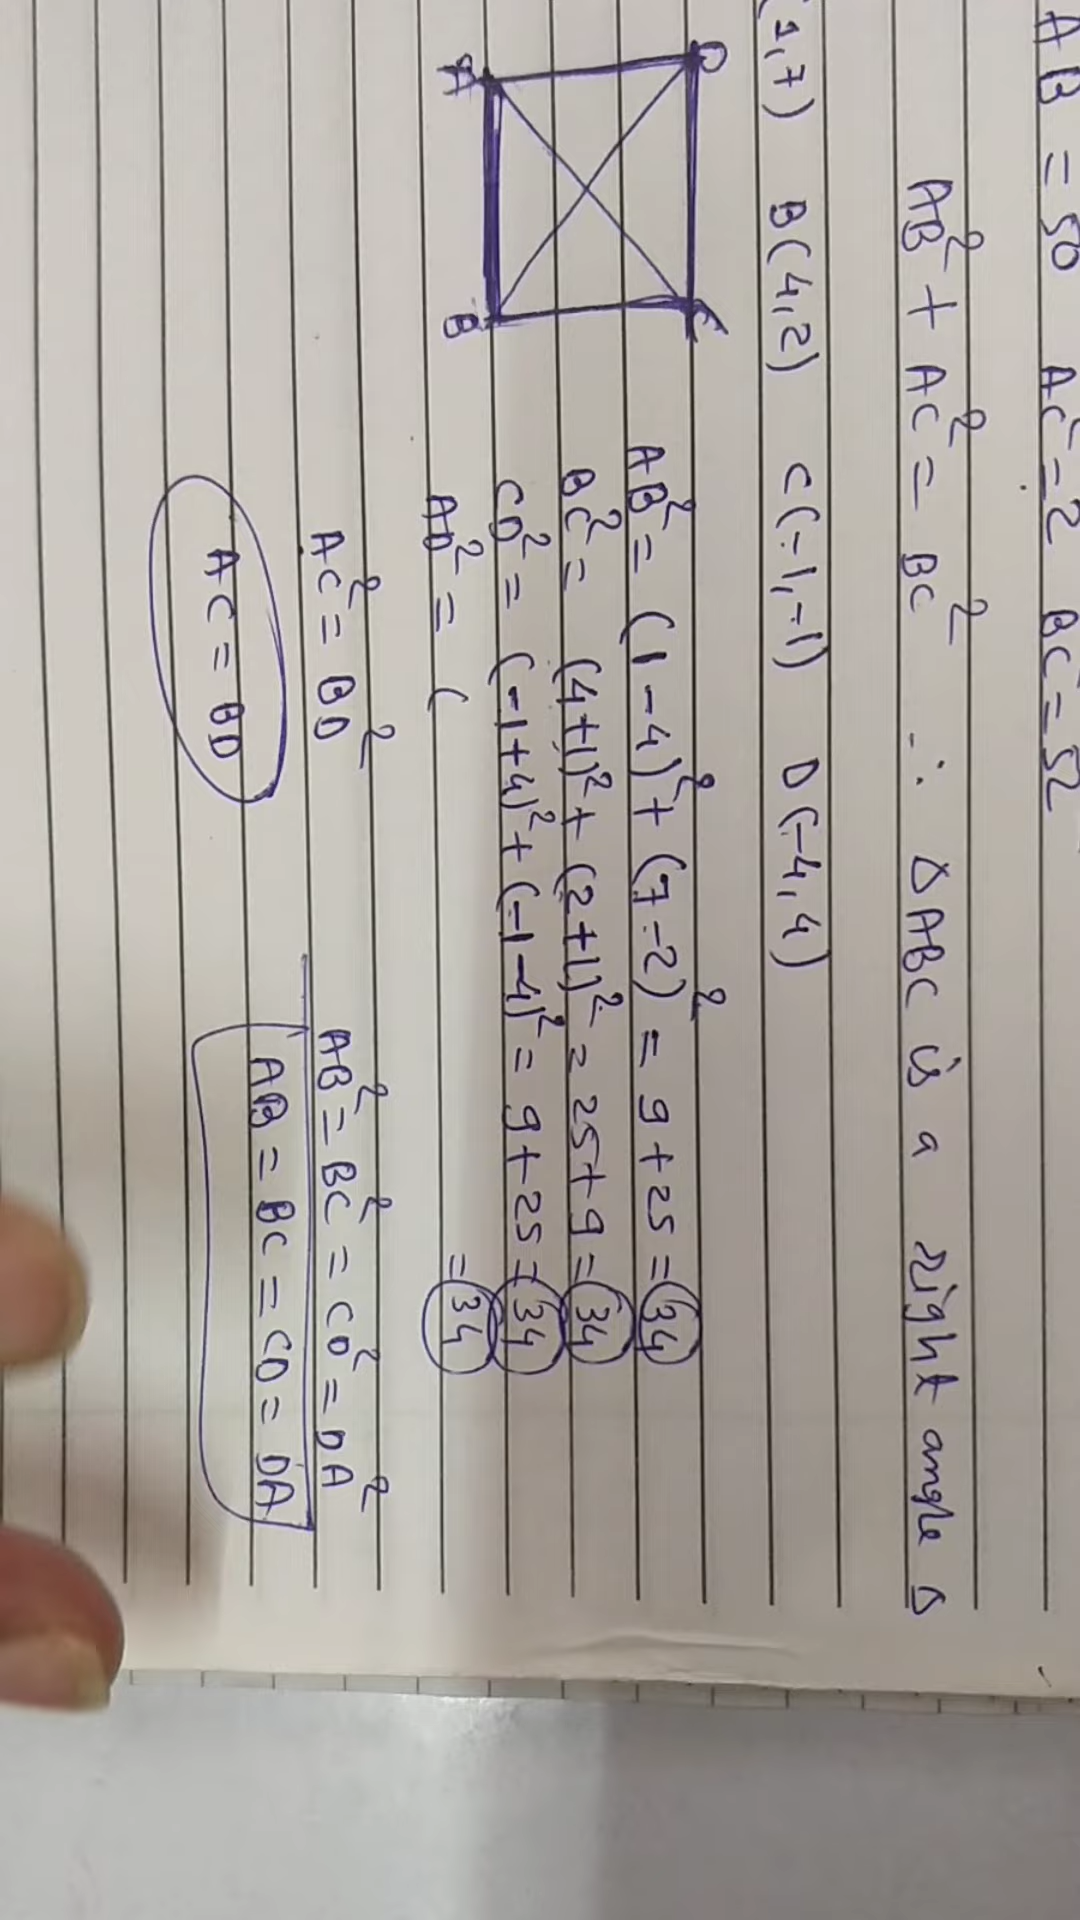 AB = 50 AC² = 2 BC = 52
AB² + AC² = BC² ∴ Δ ABC is a right angle Δ
(1,7) B(4,2) C(-1,-1) D(-4,4)
D C
A B
AB² = (1-4)² + (7-2)² = 9+25 = 34
BC² = (4+1)² + (2+1)² = 25+9 = 34
CD² = (-1+4)² + (-1-4)² = 9+25 = 34
AD² = ( = 34
AC² = BD² AB² = BC² = CD² = DA²
AC = BD AB = BC = CD = DA